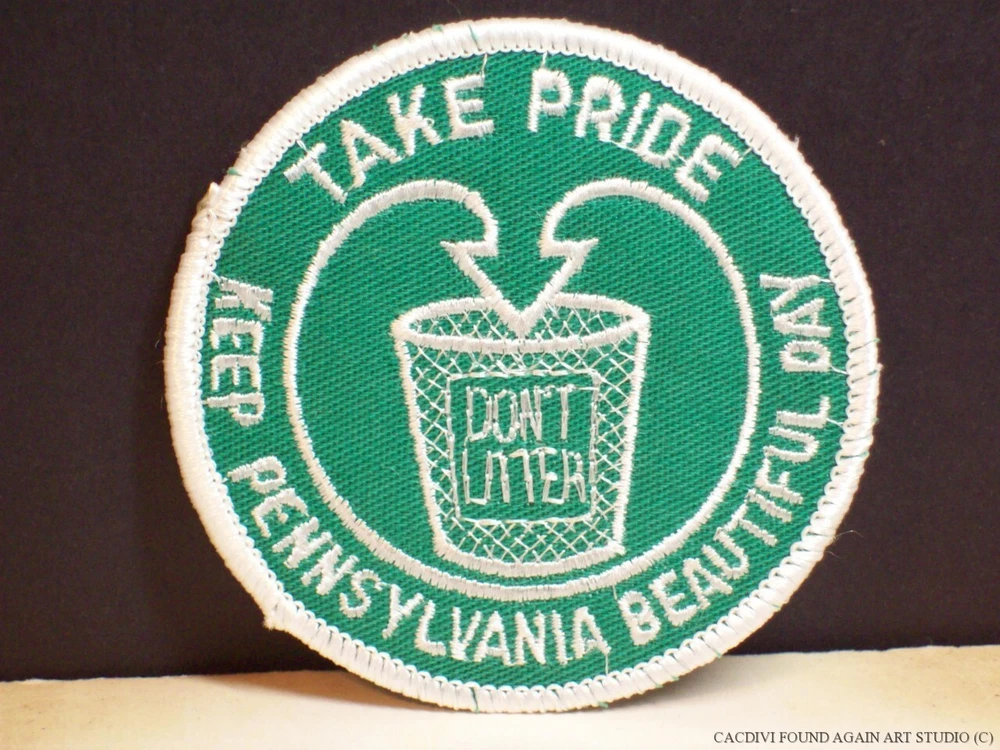 TAKE PRIDE
DON'T
LITTER
KEEP PENNSYLVANIA BEAUTIFUL DAY
CACDIVI FOUND AGAIN ART STUDIO (C)